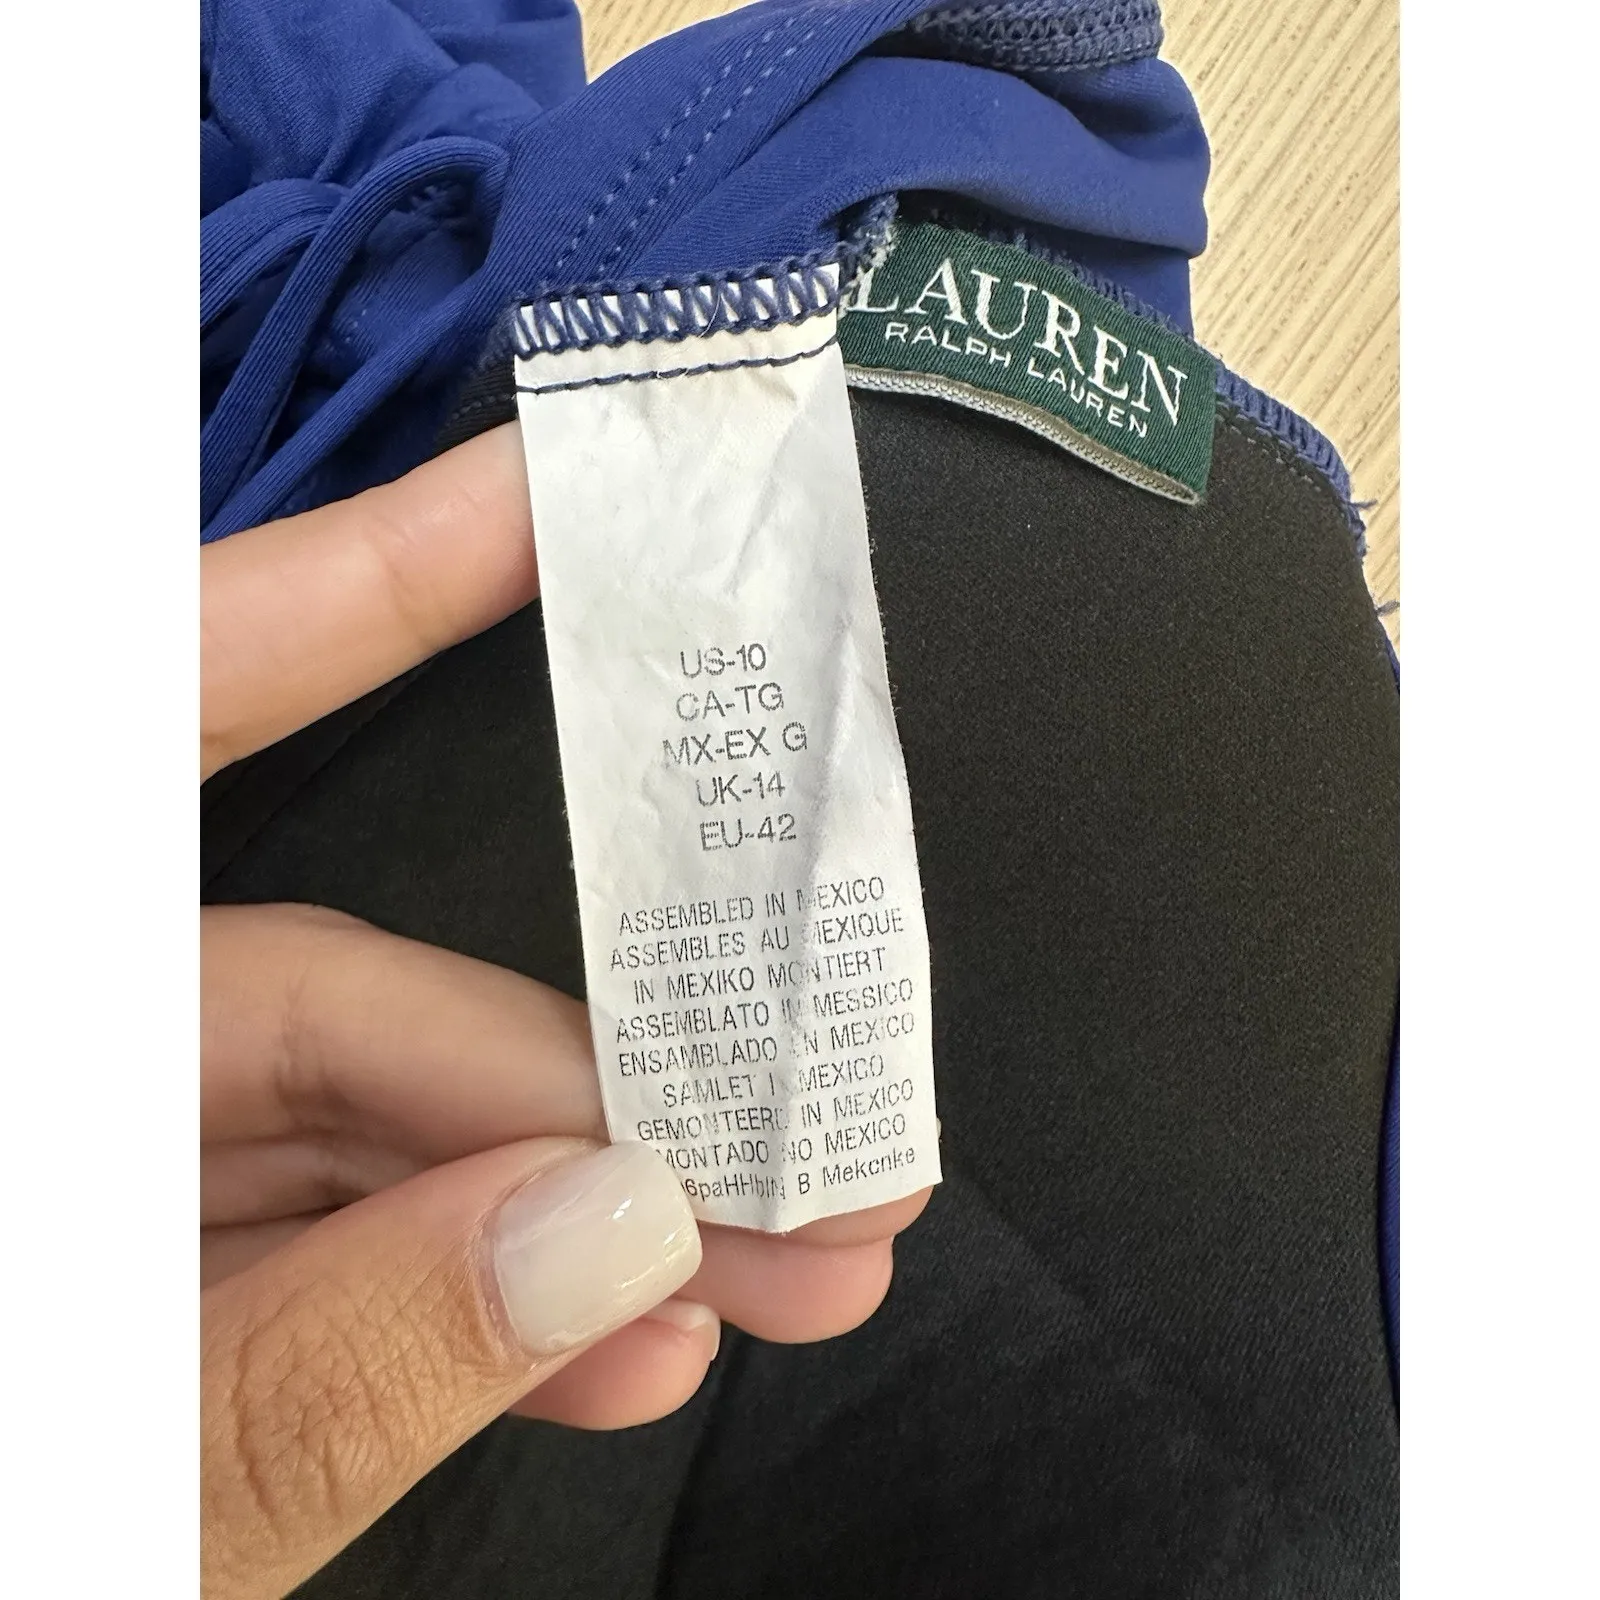 LAUREN
RALPH LAUREN
US-10
CA-TG
MX-EX G
UK-14
EU-42
ASSEMBLED IN MEXICO
ASSEMBLES AU MEXIQUE
IN MEXIKO MONTIERT
ASSEMBLATO IN MESSICO
ENSAMBLADO EN MEXICO
SAMLET I MEXICO
GEMONTEERD IN MEXICO
MONTADO NO MEXICO
B Mekcnke